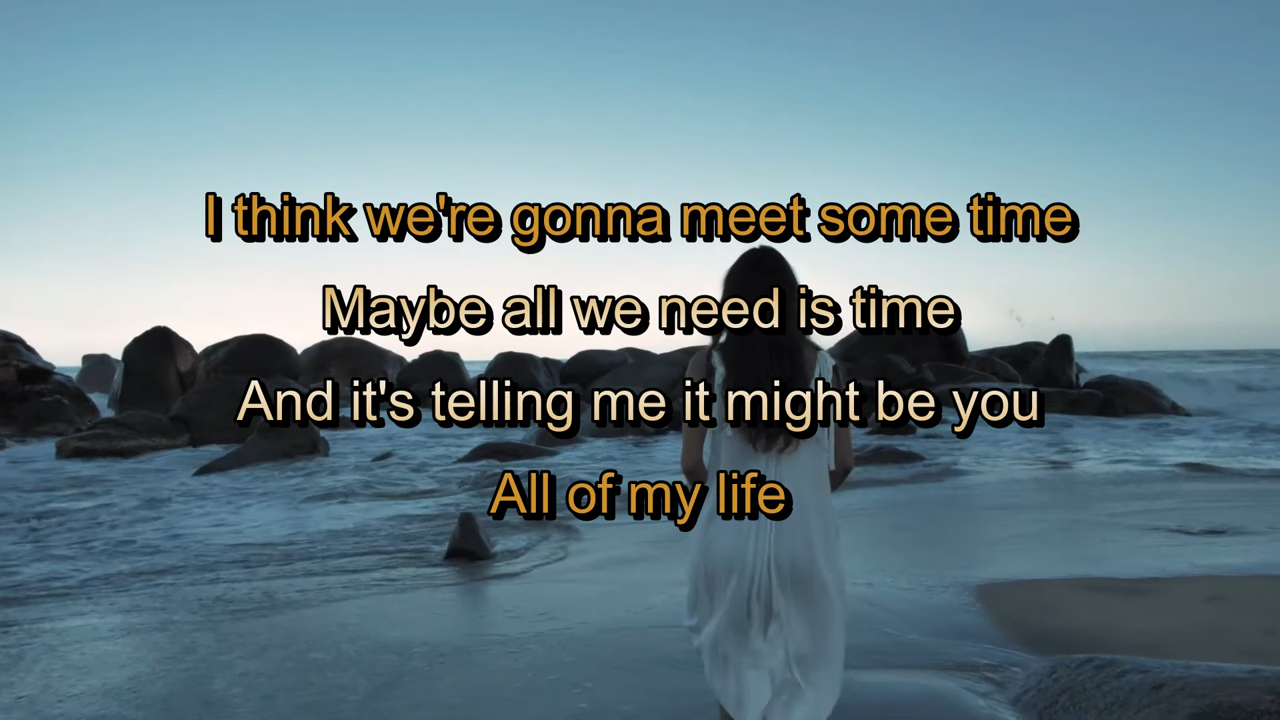 I think we're gonna meet some time
Maybe all we need is time
And it's telling me it might be you
All of my life